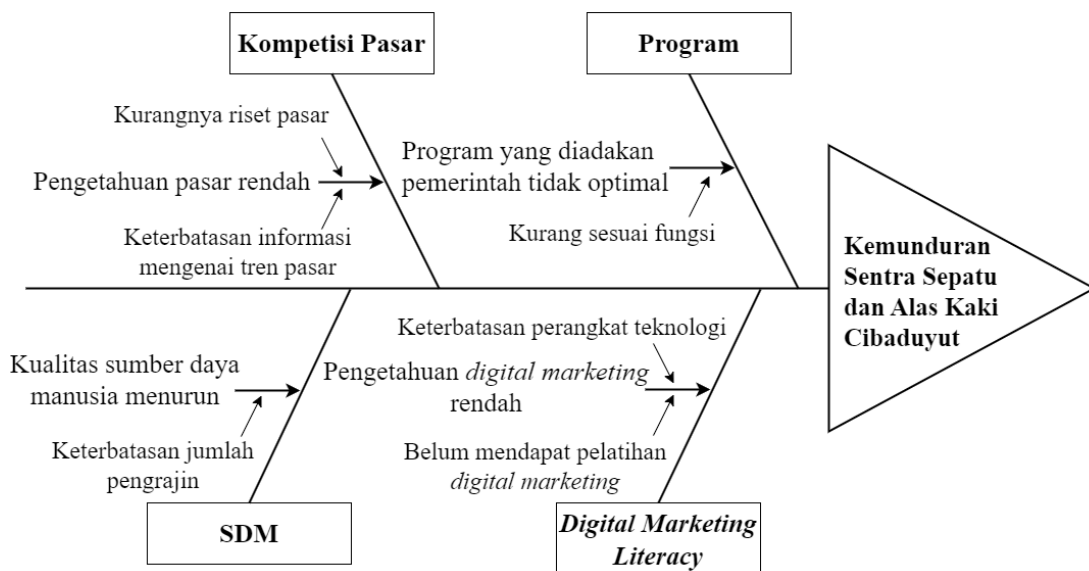 Kompetisi Pasar
Program
Kurangnya riset pasar
Pengetahuan pasar rendah
Keterbatasan informasi
mengenai tren pasar
Program yang diadakan
pemerintah tidak optimal
Kurang sesuai fungsi
Kemunduran
Sentra Sepatu
dan Alas Kaki
Cibaduyut
Kualitas sumber daya
manusia menurun
Keterbatasan jumlah
pengrajin
Keterbatasan perangkat teknologi
Pengetahuan digital marketing
rendah
Belum mendapat pelatihan
digital marketing
SDM
Digital Marketing
Literacy